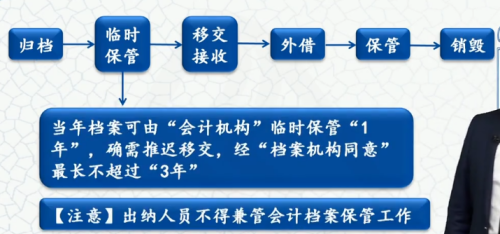 归档
临时
保管
移交
接收
外借
保管
销毁
当年档案可由“会计机构”临时保管“1
年”，确需推迟移交，经“档案机构同意”
最长不超过“3年”
【注意】出纳人员不得兼管会计档案保管工作